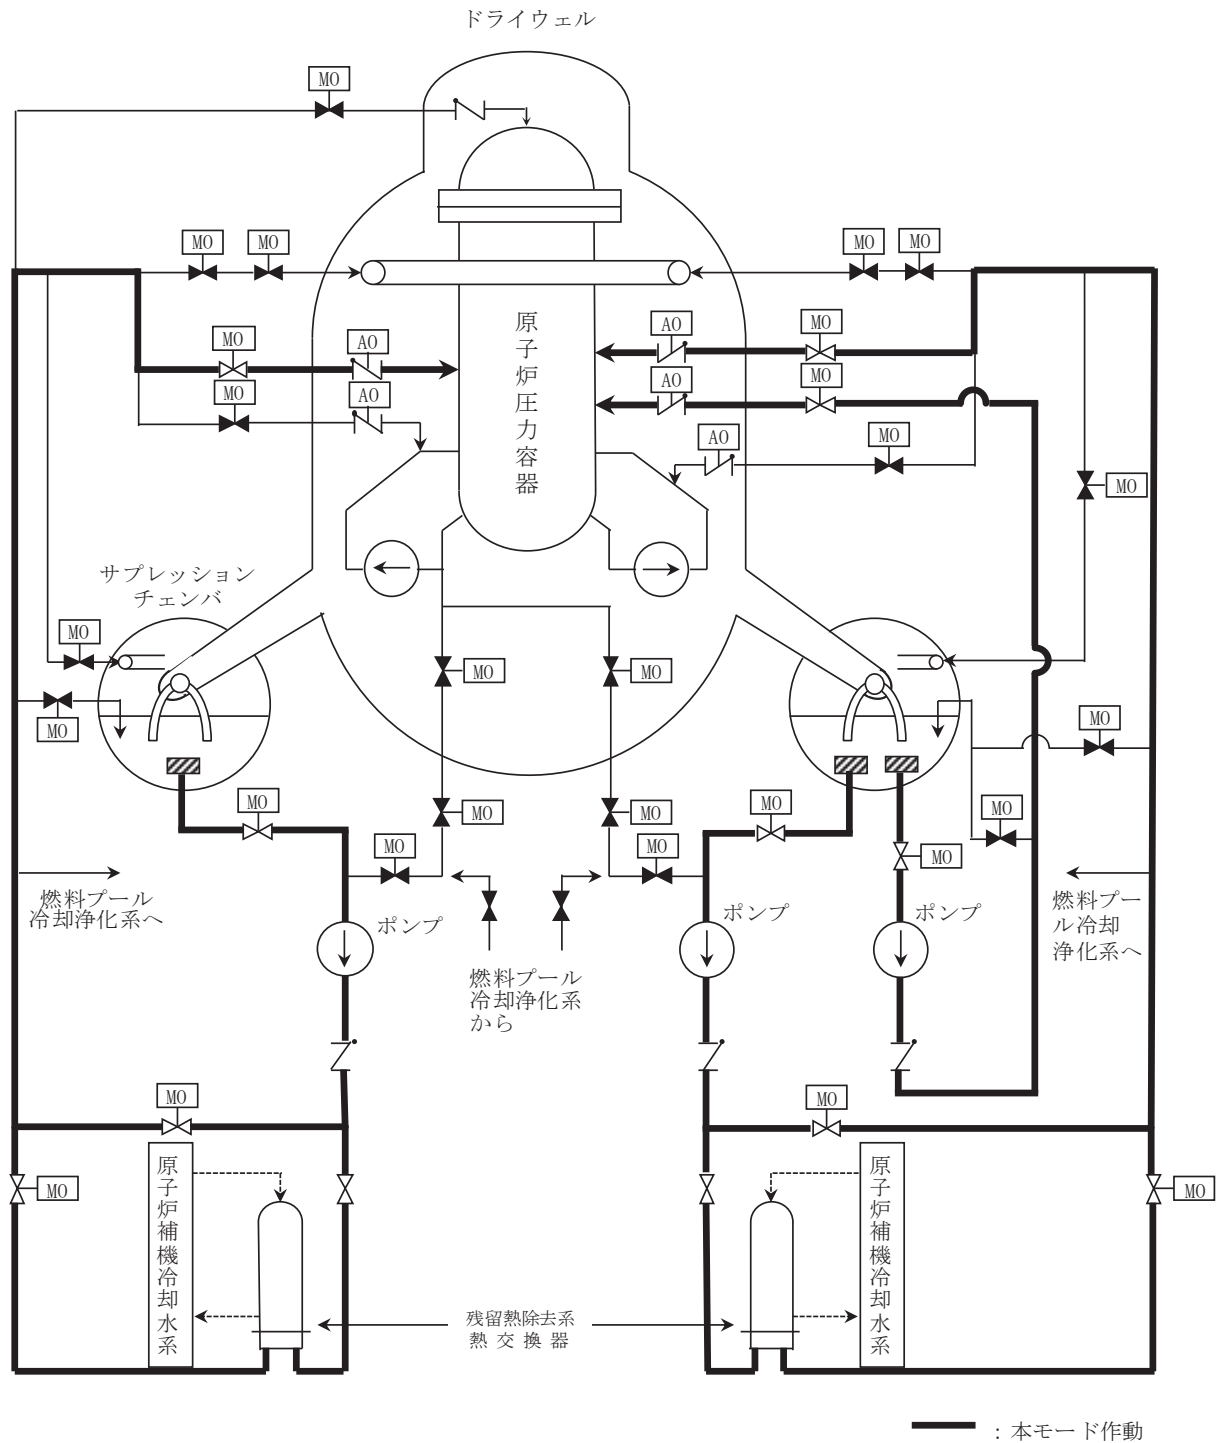 ドライウェル
MO
MO
MO
MO
MO
MO
AO
AO
MO
MO
AO
AO
MO
MO
AO
MO
MO
原子炉圧力容器
サプレッション
チェンバ
MO
MO
MO
MO
MO
MO
MO
MO
MO
MO
MO
MO
MO
MO
燃料プール
冷却浄化系へ
ポンプ
ポンプ
ポンプ
燃料プー
ル冷却
浄化系へ
燃料プール
冷却浄化系
から
MO
MO
MO
MO
原子炉補機冷却水系
原子炉補機冷却水系
残留熱除去系
熱交換器
：本モード作動